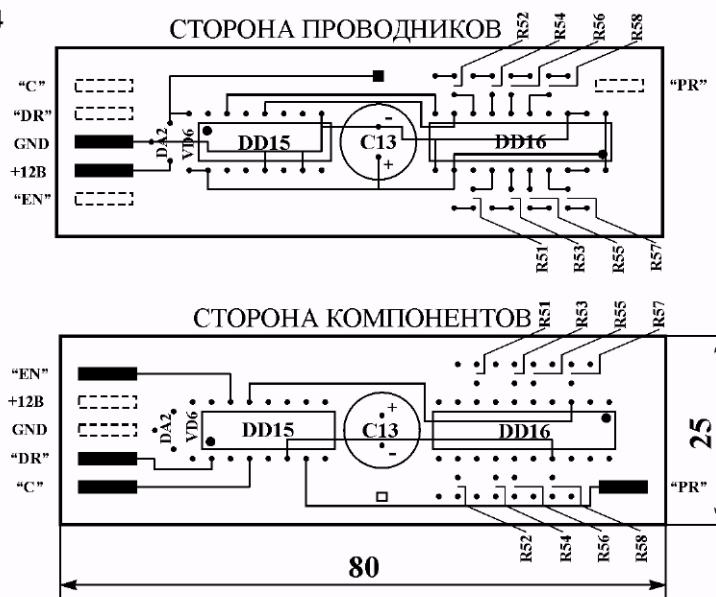 4
СТОРОНА ПРОВОДНИКОВ
R52
R54
R56
R58
“C”
“DR”
GND
+12В
“EN”
DA2
VD6
DD15
-
C13
+
DD16
“PR”
R51
R53
R55
R57
СТОРОНА КОМПОНЕНТОВ
R51
R53
R55
R57
“EN”
+12В
GND
“DR”
“C”
DA2
VD6
DD15
+
C13
-
DD16
“PR”
25
R52
R54
R56
R58
80